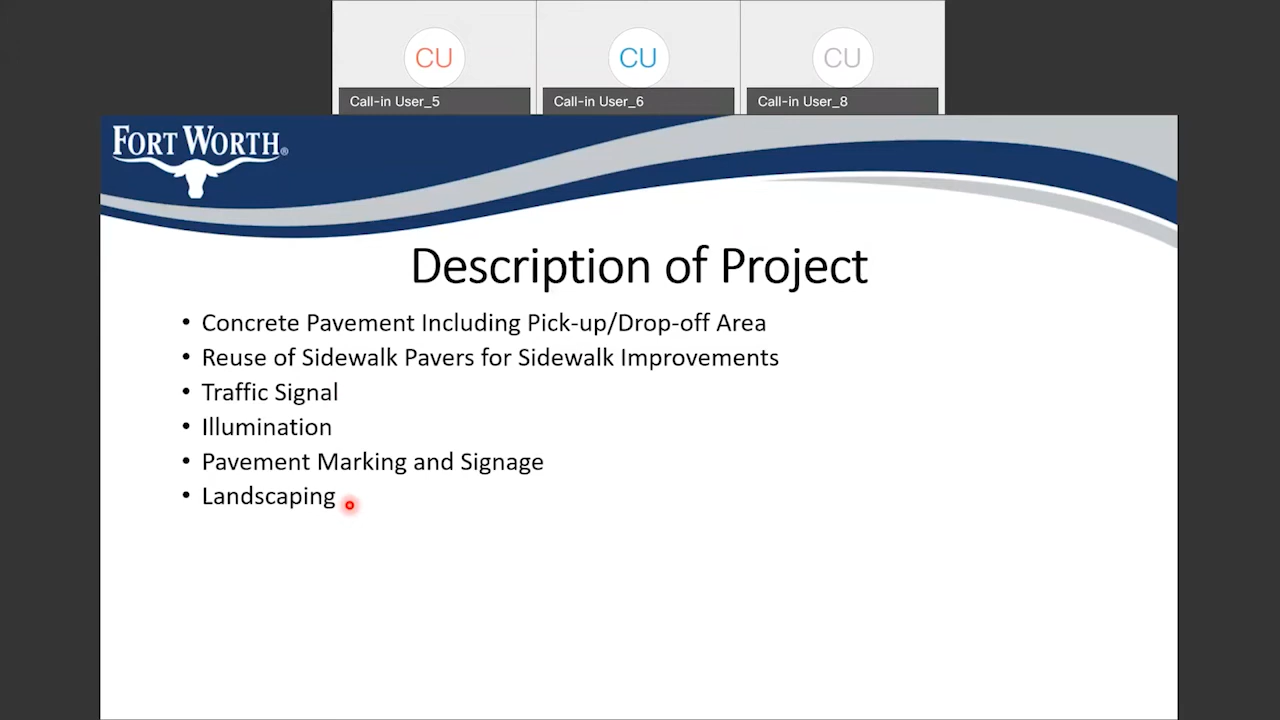 CU CU CU
Call-in User_5 Call-in User_6 Call-in User_8
FORT WORTH®
Description of Project
• Concrete Pavement Including Pick-up/Drop-off Area
• Reuse of Sidewalk Pavers for Sidewalk Improvements
• Traffic Signal
• Illumination
• Pavement Marking and Signage
• Landscaping